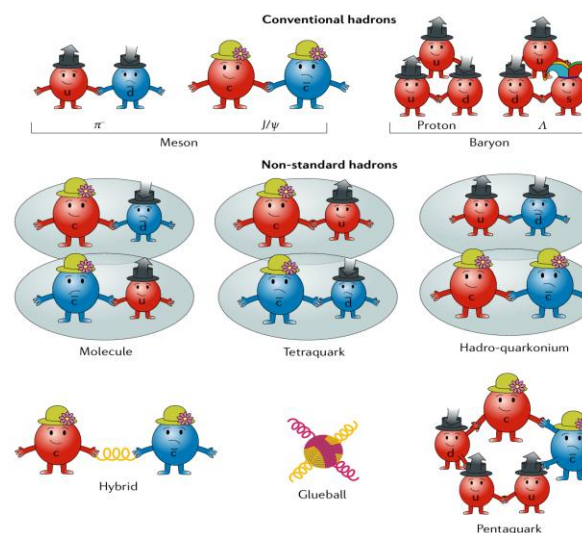 Conventional hadrons
u d̄ c c̄ u u d u d s
π⁻ J/ψ Proton Λ
Meson Baryon
Non-standard hadrons
c d̄ c u u d̄
c̄ u c̄ d̄ c c̄
Molecule Tetraquark Hadro-quarkonium
c c̄
Hybrid Glueball
c
d c̄
u u
Pentaquark